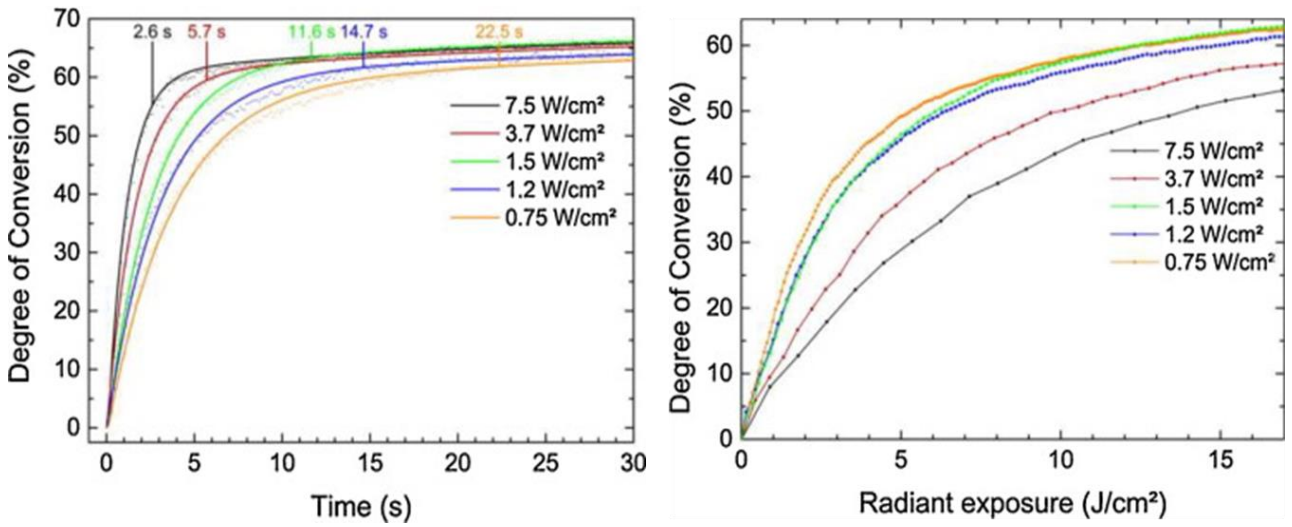 70
60
50
40
30
20
10
0
2.6 s 5.7 s 11.6 s 14.7 s 22.5 s
7.5 W/cm²
3.7 W/cm²
1.5 W/cm²
1.2 W/cm²
0.75 W/cm²
Degree of Conversion (%)
0 5 10 15 20 25 30
Time (s)
60
50
40
30
20
10
0
7.5 W/cm²
3.7 W/cm²
1.5 W/cm²
1.2 W/cm²
0.75 W/cm²
Degree of Conversion (%)
0 5 10 15
Radiant exposure (J/cm²)